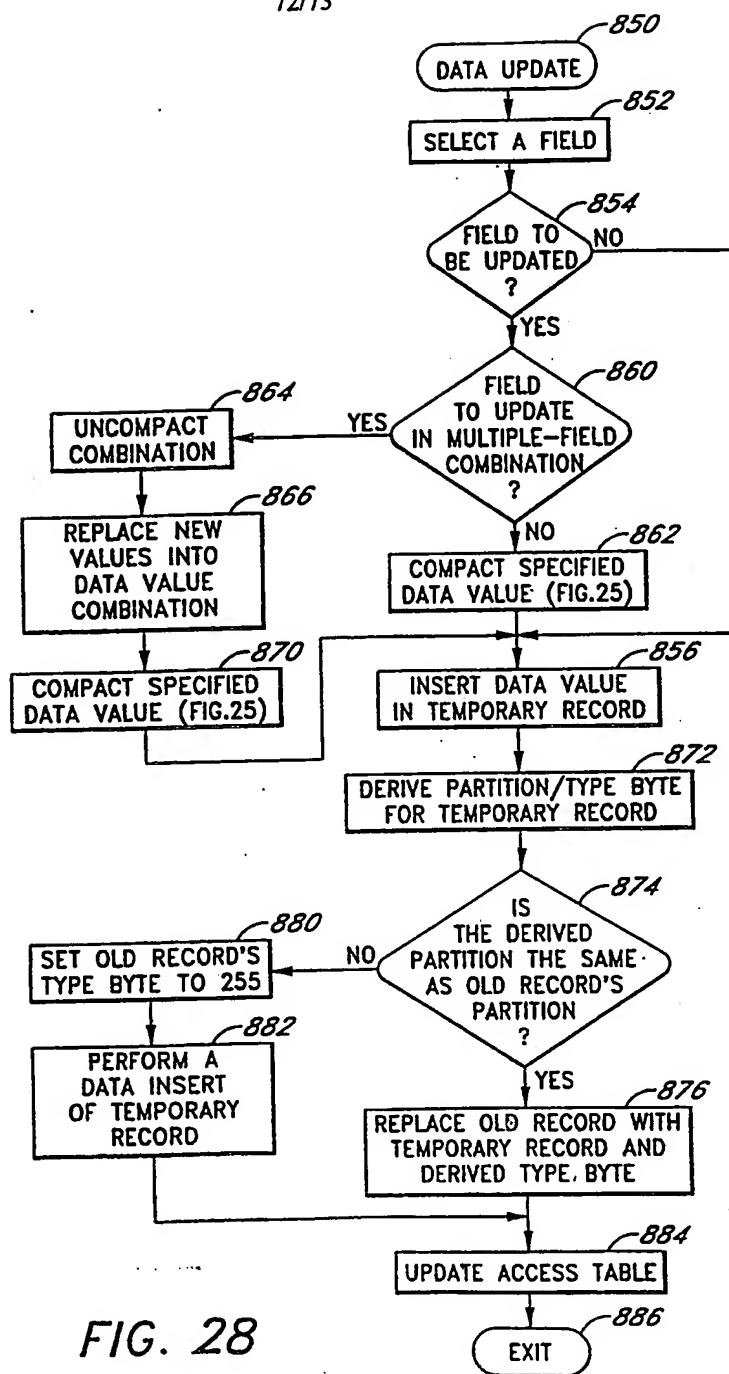 12/13
850
DATA UPDATE
852
SELECT A FIELD
854
FIELD TO
BE UPDATED
?
NO
YES
860
FIELD
TO UPDATE
IN MULTIPLE-FIELD
COMBINATION
?
YES
864
UNCOMPACT
COMBINATION
866
REPLACE NEW
VALUES INTO
DATA VALUE
COMBINATION
NO
862
COMPACT SPECIFIED
DATA VALUE (FIG.25)
870
COMPACT SPECIFIED
DATA VALUE (FIG.25)
856
INSERT DATA VALUE
IN TEMPORARY RECORD
872
DERIVE PARTITION/TYPE BYTE
FOR TEMPORARY RECORD
874
IS
THE DERIVED
PARTITION THE SAME
AS OLD RECORD'S
PARTITION
?
NO
880
SET OLD RECORD'S
TYPE BYTE TO 255
882
PERFORM A
DATA INSERT
OF TEMPORARY
RECORD
YES
876
REPLACE OLD RECORD WITH
TEMPORARY RECORD AND
DERIVED TYPE. BYTE
884
UPDATE ACCESS TABLE
886
EXIT
FIG. 28